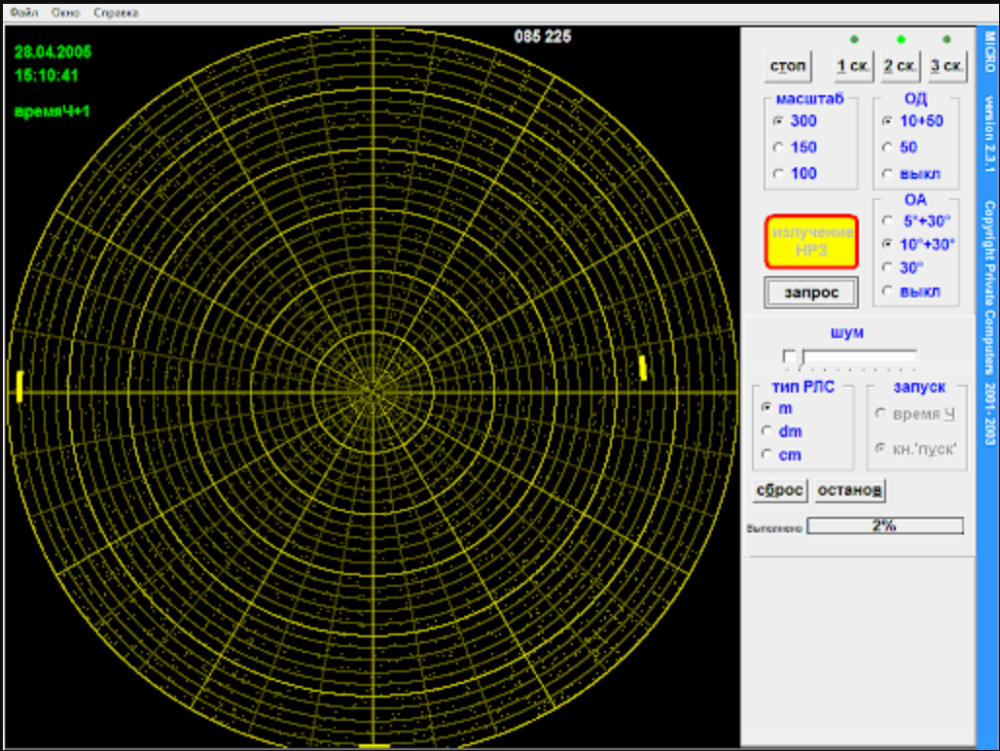 Файл Окно Справка
28.04.2005
15:10:41
времяЧ+1
085 225
стоп
1 ск.
2 ск.
3 ск.
масштаб
300
150
100
ОД
10+50
50
выкл
ОА
5°+30°
10°+30°
30°
выкл
излучение
НРЗ
запрос
шум
тип РЛС
m
dm
cm
запуск
время Ч
кн.'пуск'
сброс
останов
Выполнено
2%
MICRO version 2.3.1 Copyright Private Computers 2001-2003